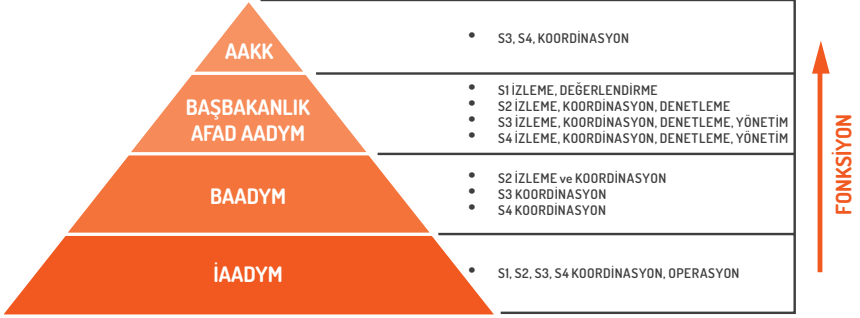 AAKK
• S3, S4, KOORDİNASYON
BAŞBAKANLIK
AFAD AADYM
• S1 İZLEME, DEĞERLENDİRME
• S2 İZLEME, KOORDİNASYON, DENETLEME
• S3 İZLEME, KOORDİNASYON, DENETLEME, YÖNETİM
• S4 İZLEME, KOORDİNASYON, DENETLEME, YÖNETİM
BAADYM
• S2 İZLEME ve KOORDİNASYON
• S3 KOORDİNASYON
• S4 KOORDİNASYON
İAADYM
• S1, S2, S3, S4 KOORDİNASYON, OPERASYON
FONKSİYON